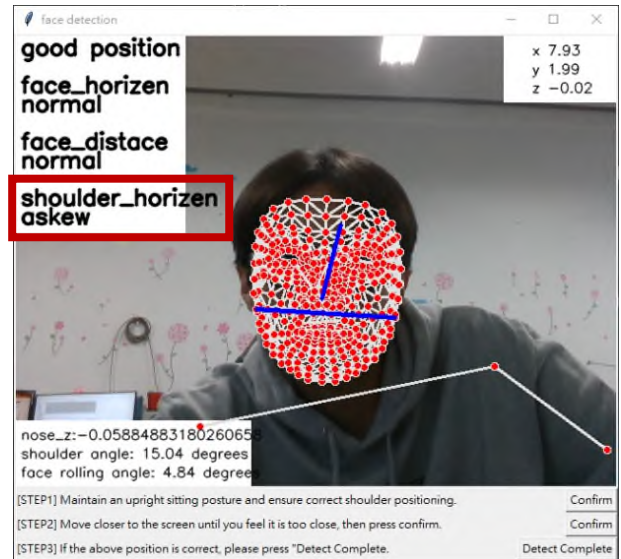 face detection
good position
face_horizen
normal
face_distace
normal
shoulder_horizen
askew
x 7.93
y 1.99
z -0.02
nose_z:-0.05884883180260658
shoulder angle: 15.04 degrees
face rolling angle: 4.84 degrees
[STEP1] Maintain an upright sitting posture and ensure correct shoulder positioning.
Confirm
[STEP2] Move closer to the screen until you feel it is too close, then press confirm.
Confirm
[STEP3] If the above position is correct, please press "Detect Complete.
Detect Complete